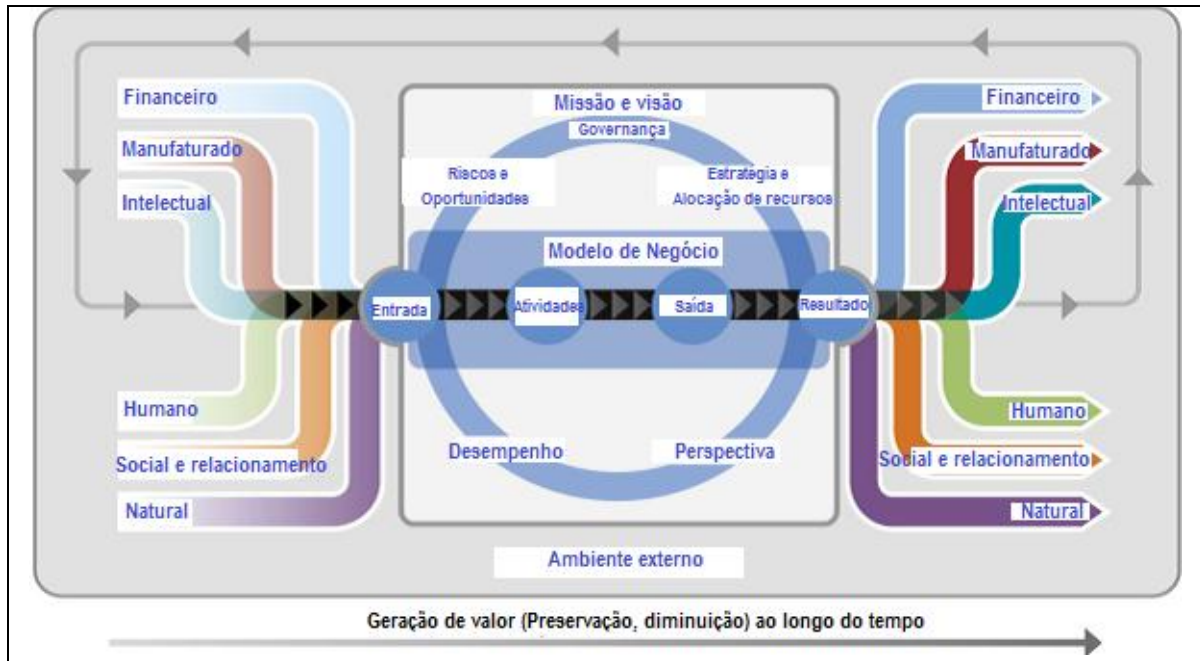 Financeiro
Manufaturado
Intelectual
Humano
Social e relacionamento
Natural
Missão e visão
Governança
Riscos e
Oportunidades
Estratégia e
Alocação de recursos
Modelo de Negócio
Entrada
Atividades
Saída
Resultado
Desempenho
Perspectiva
Financeiro
Manufaturado
Intelectual
Humano
Social e relacionamento
Natural
Ambiente externo
Geração de valor (Preservação, diminuição) ao longo do tempo